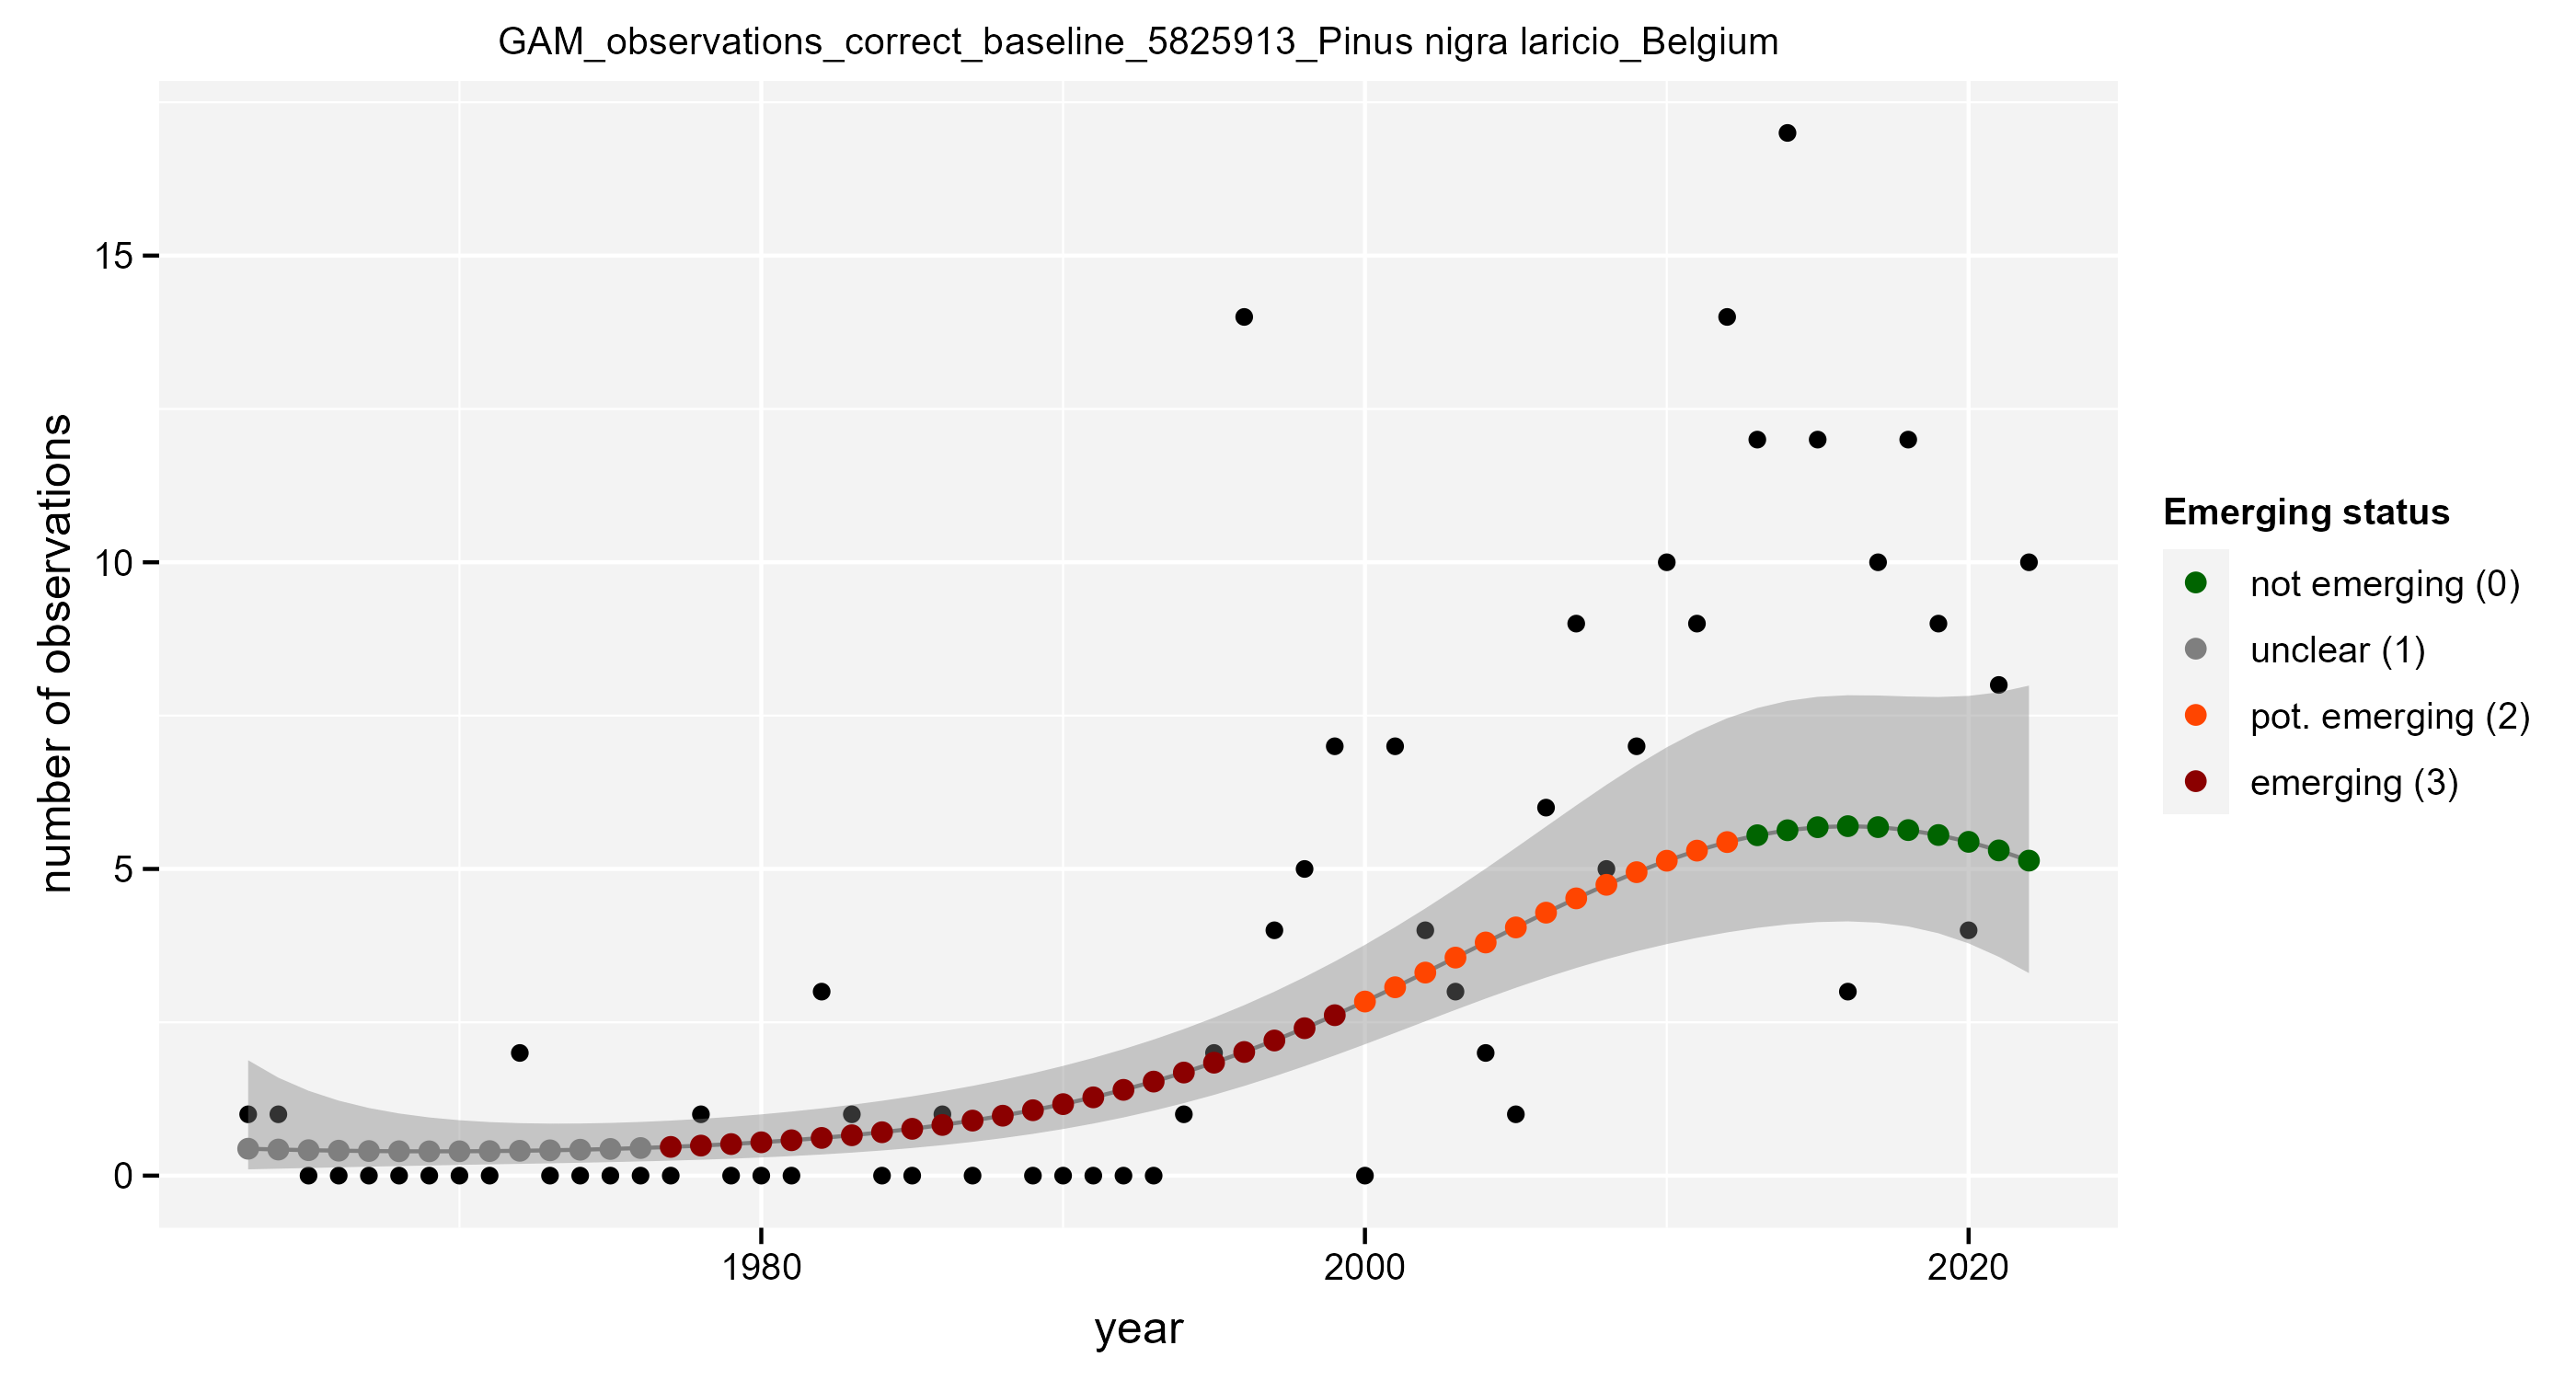 GAM_observations_correct_baseline_5825913_Pinus nigra laricio_Belgium
number of observations
15
10
5
0
1980
2000
2020
year
Emerging status
not emerging (0)
unclear (1)
pot. emerging (2)
emerging (3)